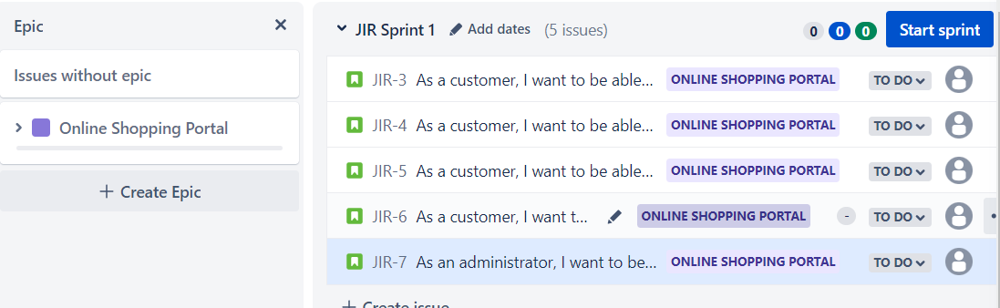 Epic
Issues without epic
Online Shopping Portal
+ Create Epic
JIR Sprint 1 Add dates (5 issues) 0 0 0 Start sprint
JIR-3 As a customer, I want to be able... ONLINE SHOPPING PORTAL TO DO
JIR-4 As a customer, I want to be able... ONLINE SHOPPING PORTAL TO DO
JIR-5 As a customer, I want to be able... ONLINE SHOPPING PORTAL TO DO
JIR-6 As a customer, I want t... ONLINE SHOPPING PORTAL - TO DO
JIR-7 As an administrator, I want to be... ONLINE SHOPPING PORTAL TO DO
+ Create issue